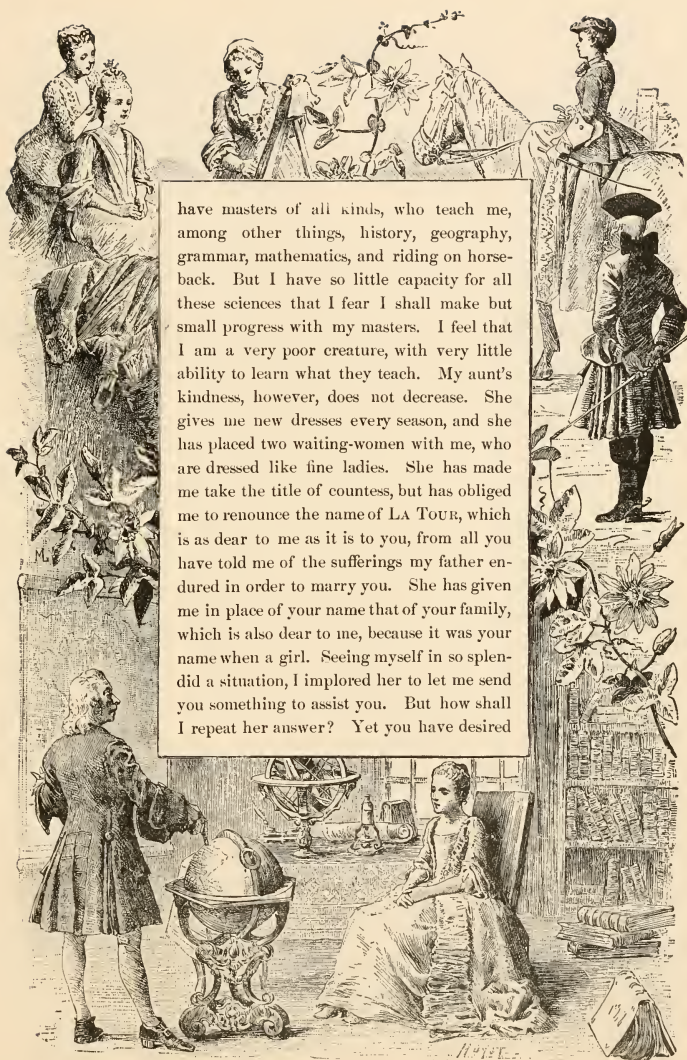 have masters of all kinds, who teach me,
among other things, history, geography,
grammar, mathematics, and riding on horse-
back. But I have so little capacity for all
these sciences that I fear I shall make but
small progress with my masters. I feel that
I am a very poor creature, with very little
ability to learn what they teach. My aunt's
kindness, however, does not decrease. She
gives me new dresses every season, and she
has placed two waiting-women with me, who
are dressed like fine ladies. She has made
me take the title of countess, but has obliged
me to renounce the name of LA TOUR, which
is as dear to me as it is to you, from all you
have told me of the sufferings my father en-
dured in order to marry you. She has given
me in place of your name that of your family,
which is also dear to me, because it was your
name when a girl. Seeing myself in so splen-
did a situation, I implored her to let me send
you something to assist you. But how shall
I repeat her answer? Yet you have desired
M.